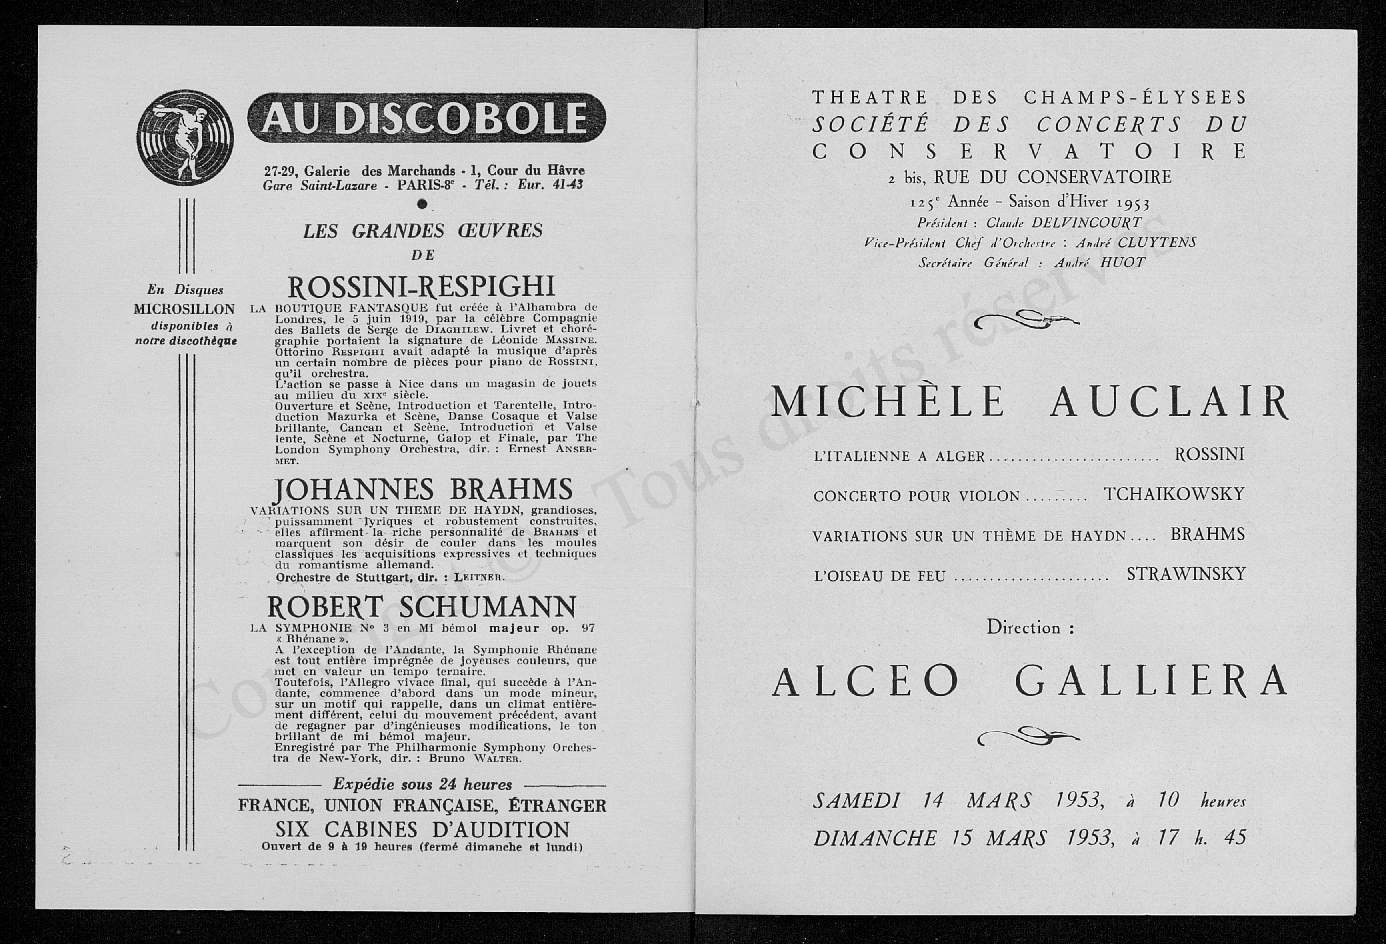 AU DISCOBOLE
27-29, Galerie des Marchands - 1, Cour du Hâvre
Gare Saint-Lazare - PARIS-8e - Tél. : Eur. 41-43
LES GRANDES ŒUVRES
DE
En Disques
MICROSILLON
disponibles à
notre discothèque
ROSSINI-RESPIGHI
LA BOUTIQUE FANTASQUE fut créée à l'Alhambra de
Londres, le 5 juin 1919, par la célèbre Compagnie
des Ballets de Serge de DIAGHILEW. Livret et choré-
graphie portaient la signature de Léonide MASSINE.
Ottorino RESPIGHI avait adapté la musique d'après
un certain nombre de pièces pour piano de ROSSINI,
qu'il orchestra.
L'action se passe à Nice dans un magasin de jouets
au milieu du XIXe siècle.
Ouverture et Scène, Introduction et Tarentelle, Intro-
duction Mazurka et Scène, Danse Cosaque et Valse
brillante, Cancan et Scène, Introduction et Valse
lente, Scène et Nocturne, Galop et Finale, par The
London Symphony Orchestra, dir. : Ernest ANSER-
MET.
JOHANNES BRAHMS
VARIATIONS SUR UN THEME DE HAYDN, grandioses,
puissamment lyriques et robustement construites,
elles affirment la riche personnalité de BRAHMS et
marquent son désir de couler dans les moules
classiques les acquisitions expressives et techniques
du romantisme allemand.
Orchestre de Stuttgart, dir. : LEITNER.
ROBERT SCHUMANN
LA SYMPHONIE No 3 en Mi bémol majeur op. 97
« Rhénane ».
A l'exception de l'Andante, la Symphonie Rhénane
est tout entière imprégnée de joyeuses couleurs, que
met en valeur un tempo ternaire.
Toutefois, l'Allegro vivace final, qui succède à l'An-
dante, commence d'abord dans un mode mineur,
sur un motif qui rappelle, dans un climat entière-
ment différent, celui du mouvement précédent, avant
de regagner par d'ingénieuses modifications, le ton
brillant de mi bémol majeur.
Enregistré par The Philharmonic Symphony Orches-
tra de New-York, dir. : Bruno WALTER.
Expédie sous 24 heures
FRANCE, UNION FRANÇAISE, ÉTRANGER
SIX CABINES D'AUDITION
Ouvert de 9 à 19 heures (fermé dimanche et lundi)
THEATRE DES CHAMPS-ÉLYSEES
SOCIÉTÉ DES CONCERTS DU
CONSERVATOIRE
2 bis, RUE DU CONSERVATOIRE
125e Année - Saison d'Hiver 1953
Président : Claude DELVINCOURT
Vice-Président Chef d'Orchestre : André CLUYTENS
Secrétaire Général : André HUOT
MICHÈLE AUCLAIR
L'ITALIENNE A ALGER....................... ROSSINI
CONCERTO POUR VIOLON ......... TCHAIKOWSKY
VARIATIONS SUR UN THÈME DE HAYDN.... BRAHMS
L'OISEAU DE FEU ...................... STRAWINSKY
Direction :
ALCEO GALLIERA
SAMEDI 14 MARS 1953, à 10 heures
DIMANCHE 15 MARS 1953, à 17 h. 45
Copyright © Tous droits réservés